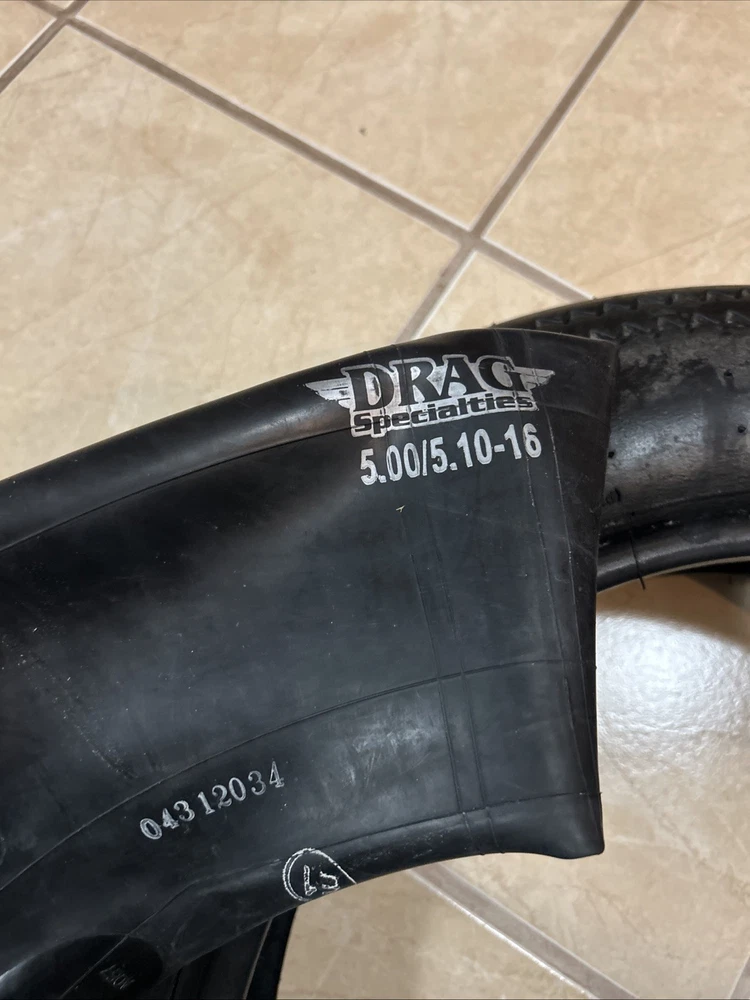 DRAG
Specialties
5.00/5.10-16
04312034